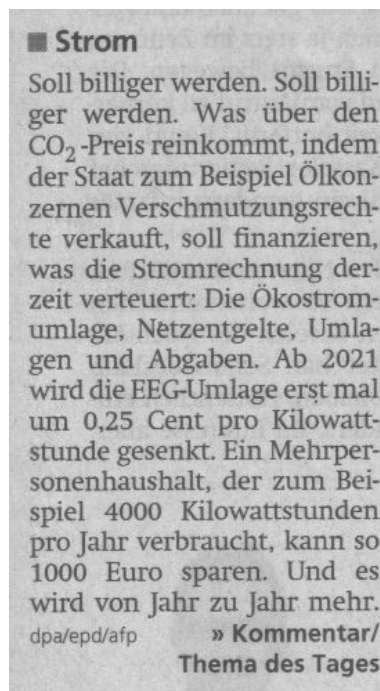 ■ Strom
Soll billiger werden. Soll billi-
ger werden. Was über den
CO₂-Preis reinkommt, indem
der Staat zum Beispiel Ölkon-
zernen Verschmutzungsrech-
te verkauft, soll finanzieren,
was die Stromrechnung der-
zeit verteuert: Die Ökostrom-
umlage, Netzentgelte, Umla-
gen und Abgaben. Ab 2021
wird die EEG-Umlage erst mal
um 0,25 Cent pro Kilowatt-
stunde gesenkt. Ein Mehrper-
sonenhaushalt, der zum Bei-
spiel 4000 Kilowattstunden
pro Jahr verbraucht, kann so
1000 Euro sparen. Und es
wird von Jahr zu Jahr mehr.
dpa/epd/afp » Kommentar/
Thema des Tages